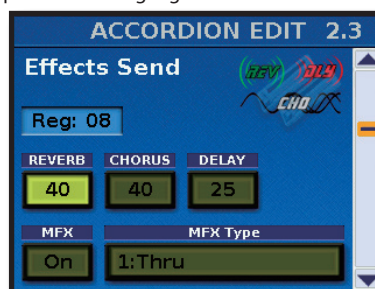 ACCORDION EDIT 2.3
Effects Send
REV DLY
CHO
Reg: 08
REVERB CHORUS DELAY
40 40 25
MFX MFX Type
On 1:Thru